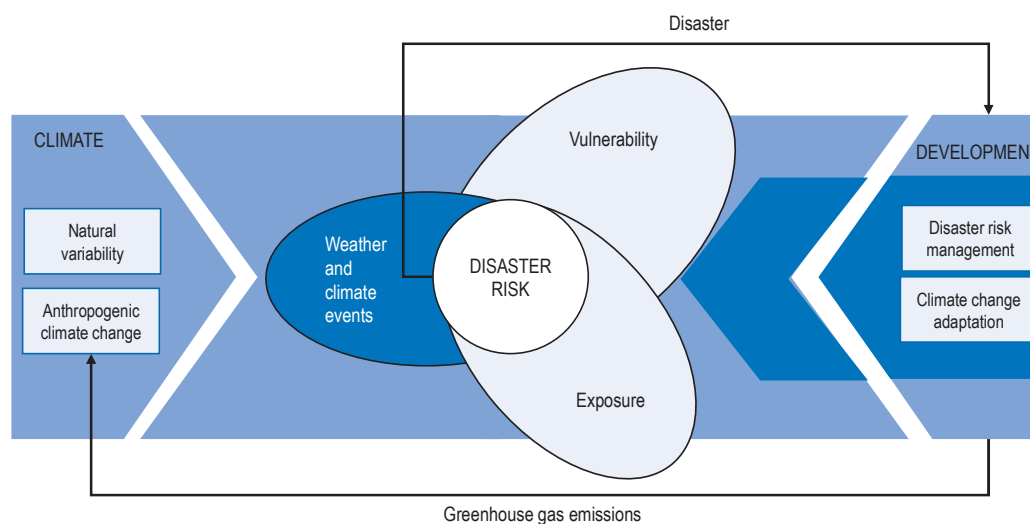 Disaster
CLIMATE
Vulnerability
DEVELOPMEN
Natural
variability
Weather
and
climate
events
Disaster risk
management
DISASTER
RISK
Anthropogenic
climate change
Climate change
adaptation
Exposure
Greenhouse gas emissions